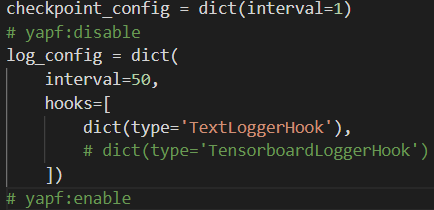 checkpoint_config = dict(interval=1)
# yapf:disable
log_config = dict(
    interval=50,
    hooks=[
        dict(type='TextLoggerHook'),
        # dict(type='TensorboardLoggerHook')
    ])
# yapf:enable